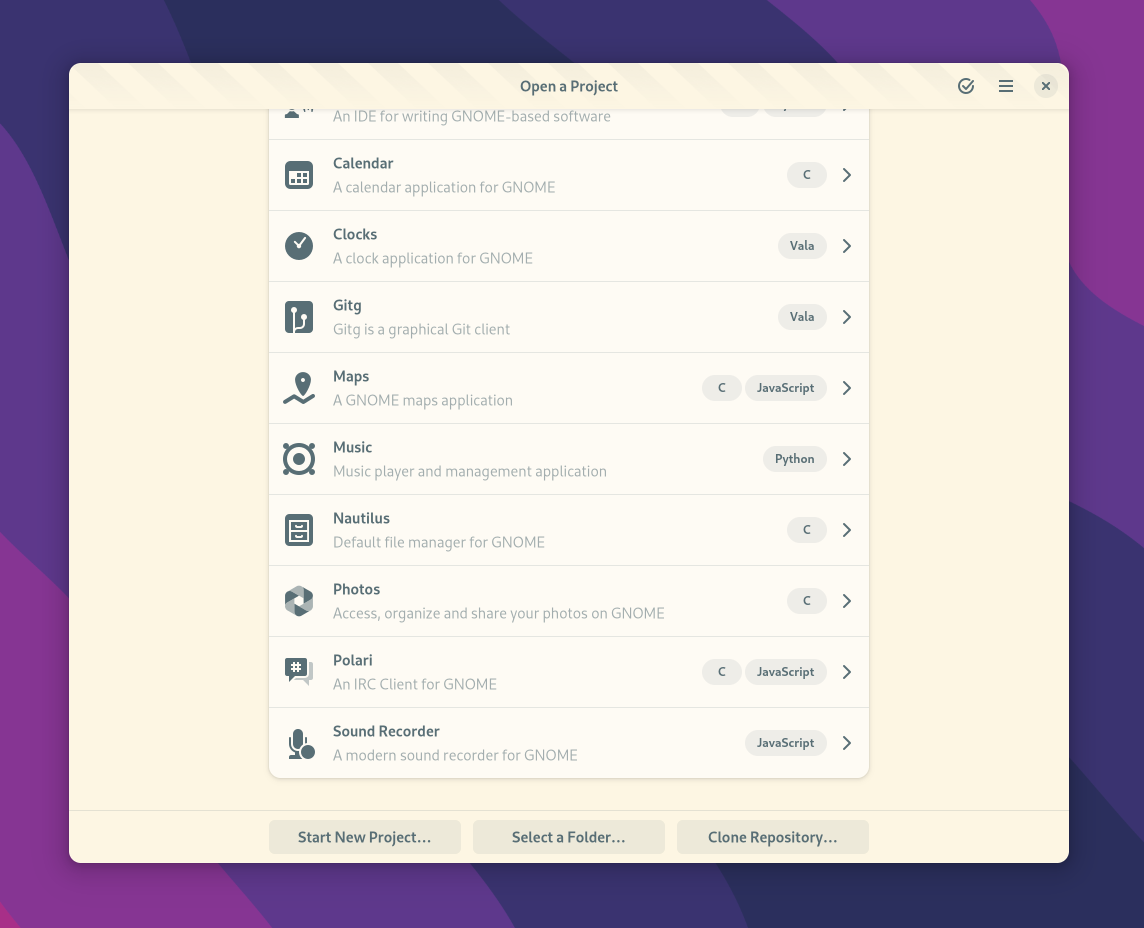 Open a Project
An IDE for writing GNOME-based software
Calendar
A calendar application for GNOME
C
Clocks
A clock application for GNOME
Vala
Gitg
Gitg is a graphical Git client
Vala
Maps
A GNOME maps application
C JavaScript
Music
Music player and management application
Python
Nautilus
Default file manager for GNOME
C
Photos
Access, organize and share your photos on GNOME
C
Polari
An IRC Client for GNOME
C JavaScript
Sound Recorder
A modern sound recorder for GNOME
JavaScript
Start New Project… Select a Folder… Clone Repository…